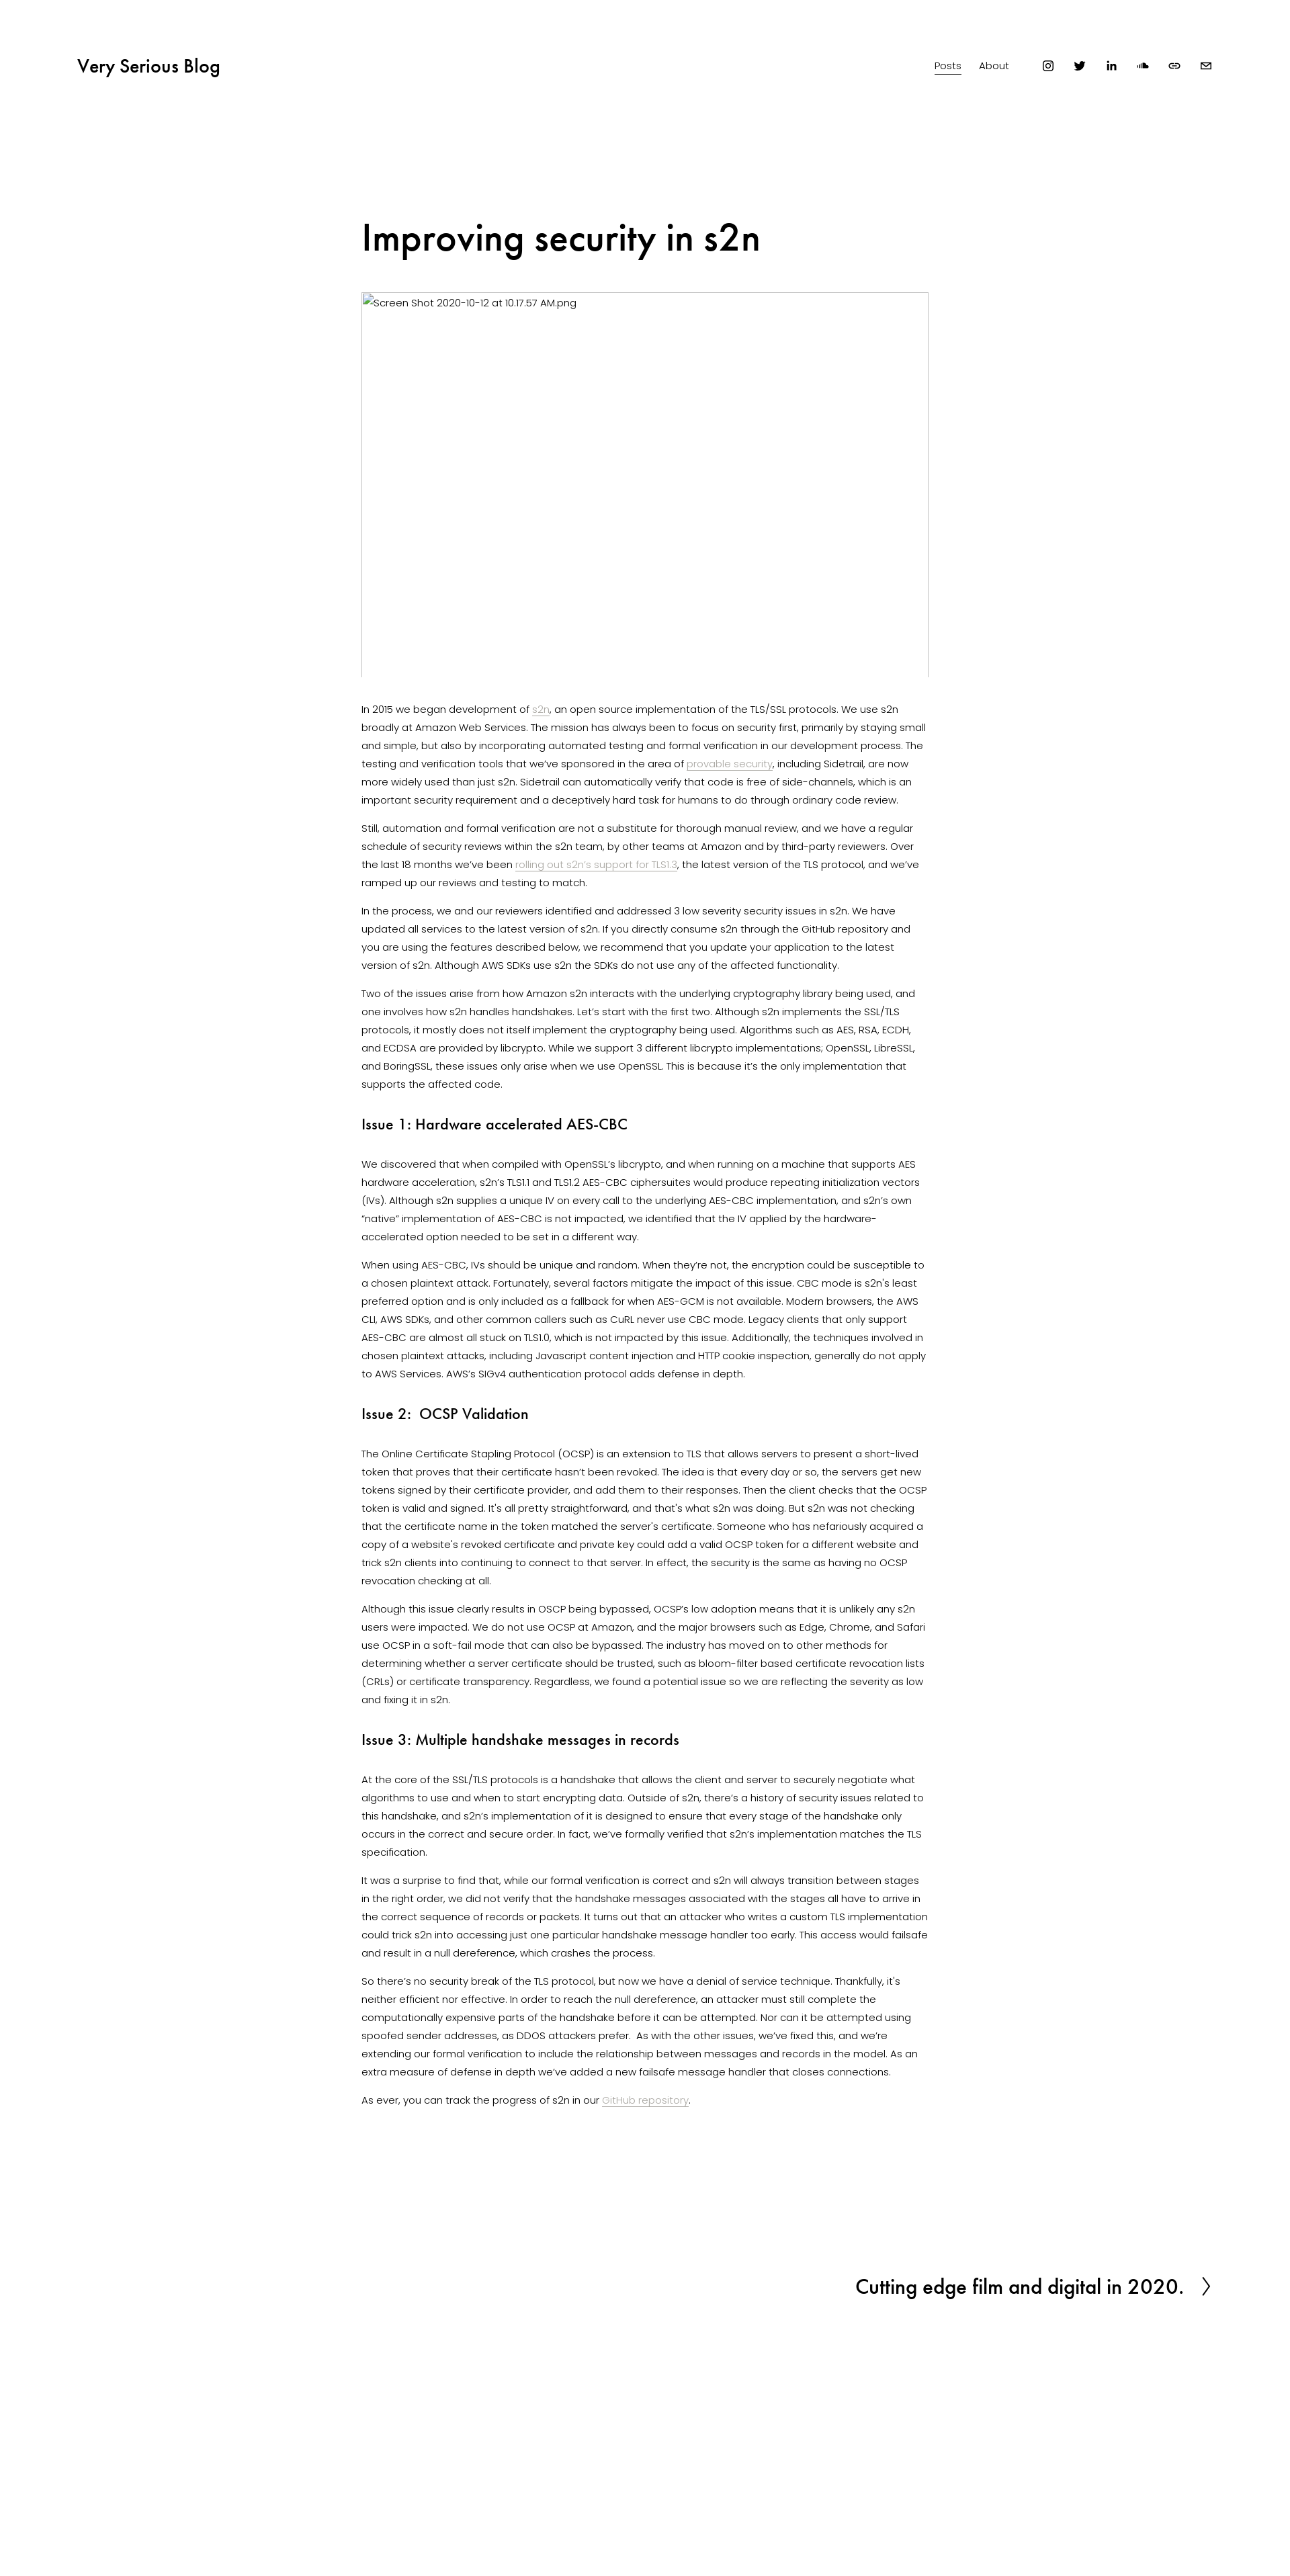 Very Serious Blog
Posts About
Improving security in s2n
Screen Shot 2020-10-12 at 10.17.57 AM.png
In 2015 we began development of s2n, an open source implementation of the TLS/SSL protocols. We use s2n
broadly at Amazon Web Services. The mission has always been to focus on security first, primarily by staying small
and simple, but also by incorporating automated testing and formal verification in our development process. The
testing and verification tools that we’ve sponsored in the area of provable security, including Sidetrail, are now
more widely used than just s2n. Sidetrail can automatically verify that code is free of side-channels, which is an
important security requirement and a deceptively hard task for humans to do through ordinary code review.
Still, automation and formal verification are not a substitute for thorough manual review, and we have a regular
schedule of security reviews within the s2n team, by other teams at Amazon and by third-party reviewers. Over
the last 18 months we’ve been rolling out s2n’s support for TLS1.3, the latest version of the TLS protocol, and we’ve
ramped up our reviews and testing to match.
In the process, we and our reviewers identified and addressed 3 low severity security issues in s2n. We have
updated all services to the latest version of s2n. If you directly consume s2n through the GitHub repository and
you are using the features described below, we recommend that you update your application to the latest
version of s2n. Although AWS SDKs use s2n the SDKs do not use any of the affected functionality.
Two of the issues arise from how Amazon s2n interacts with the underlying cryptography library being used, and
one involves how s2n handles handshakes. Let’s start with the first two. Although s2n implements the SSL/TLS
protocols, it mostly does not itself implement the cryptography being used. Algorithms such as AES, RSA, ECDH,
and ECDSA are provided by libcrypto. While we support 3 different libcrypto implementations; OpenSSL, LibreSSL,
and BoringSSL, these issues only arise when we use OpenSSL. This is because it’s the only implementation that
supports the affected code.
Issue 1: Hardware accelerated AES-CBC
We discovered that when compiled with OpenSSL’s libcrypto, and when running on a machine that supports AES
hardware acceleration, s2n’s TLS1.1 and TLS1.2 AES-CBC ciphersuites would produce repeating initialization vectors
(IVs). Although s2n supplies a unique IV on every call to the underlying AES-CBC implementation, and s2n’s own
“native” implementation of AES-CBC is not impacted, we identified that the IV applied by the hardware-
accelerated option needed to be set in a different way.
When using AES-CBC, IVs should be unique and random. When they’re not, the encryption could be susceptible to
a chosen plaintext attack. Fortunately, several factors mitigate the impact of this issue. CBC mode is s2n's least
preferred option and is only included as a fallback for when AES-GCM is not available. Modern browsers, the AWS
CLI, AWS SDKs, and other common callers such as CuRL never use CBC mode. Legacy clients that only support
AES-CBC are almost all stuck on TLS1.0, which is not impacted by this issue. Additionally, the techniques involved in
chosen plaintext attacks, including Javascript content injection and HTTP cookie inspection, generally do not apply
to AWS Services. AWS’s SIGv4 authentication protocol adds defense in depth.
Issue 2:  OCSP Validation
The Online Certificate Stapling Protocol (OCSP) is an extension to TLS that allows servers to present a short-lived
token that proves that their certificate hasn’t been revoked. The idea is that every day or so, the servers get new
tokens signed by their certificate provider, and add them to their responses. Then the client checks that the OCSP
token is valid and signed. It's all pretty straightforward, and that's what s2n was doing. But s2n was not checking
that the certificate name in the token matched the server's certificate. Someone who has nefariously acquired a
copy of a website's revoked certificate and private key could add a valid OCSP token for a different website and
trick s2n clients into continuing to connect to that server. In effect, the security is the same as having no OCSP
revocation checking at all.
Although this issue clearly results in OSCP being bypassed, OCSP’s low adoption means that it is unlikely any s2n
users were impacted. We do not use OCSP at Amazon, and the major browsers such as Edge, Chrome, and Safari
use OCSP in a soft-fail mode that can also be bypassed. The industry has moved on to other methods for
determining whether a server certificate should be trusted, such as bloom-filter based certificate revocation lists
(CRLs) or certificate transparency. Regardless, we found a potential issue so we are reflecting the severity as low
and fixing it in s2n.
Issue 3: Multiple handshake messages in records
At the core of the SSL/TLS protocols is a handshake that allows the client and server to securely negotiate what
algorithms to use and when to start encrypting data. Outside of s2n, there’s a history of security issues related to
this handshake, and s2n’s implementation of it is designed to ensure that every stage of the handshake only
occurs in the correct and secure order. In fact, we’ve formally verified that s2n’s implementation matches the TLS
specification.
It was a surprise to find that, while our formal verification is correct and s2n will always transition between stages
in the right order, we did not verify that the handshake messages associated with the stages all have to arrive in
the correct sequence of records or packets. It turns out that an attacker who writes a custom TLS implementation
could trick s2n into accessing just one particular handshake message handler too early. This access would failsafe
and result in a null dereference, which crashes the process.
So there’s no security break of the TLS protocol, but now we have a denial of service technique. Thankfully, it's
neither efficient nor effective. In order to reach the null dereference, an attacker must still complete the
computationally expensive parts of the handshake before it can be attempted. Nor can it be attempted using
spoofed sender addresses, as DDOS attackers prefer.  As with the other issues, we’ve fixed this, and we’re
extending our formal verification to include the relationship between messages and records in the model. As an
extra measure of defense in depth we’ve added a new failsafe message handler that closes connections.
As ever, you can track the progress of s2n in our GitHub repository.
Cutting edge film and digital in 2020.